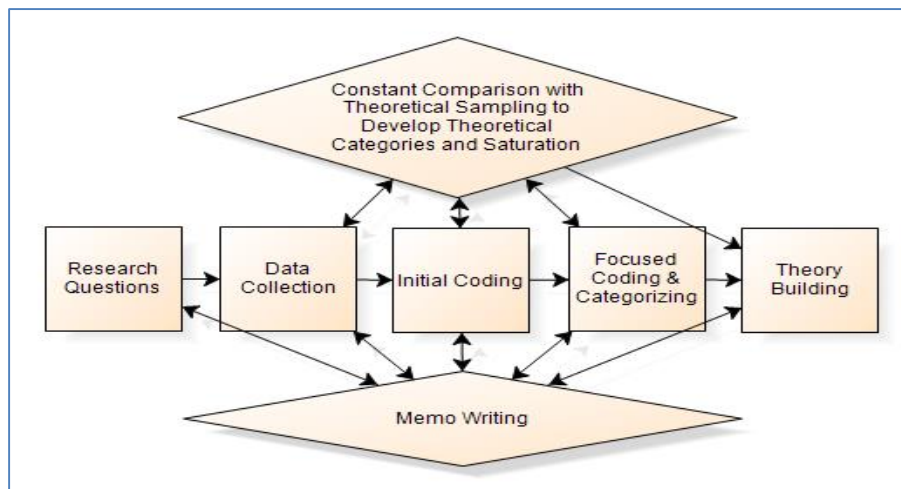 Constant Comparison with
Theoretical Sampling to
Develop Theoretical
Categories and Saturation
Research
Questions
Data
Collection
Initial Coding
Focused
Coding &
Categorizing
Theory
Building
Memo Writing